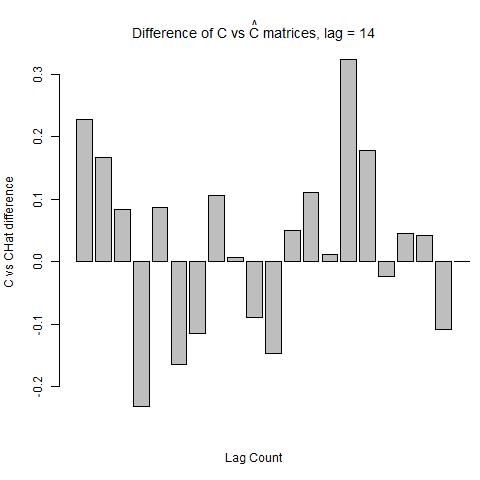 Difference of C vs Ĉ matrices, lag = 14
C vs CHat difference
0.3
0.2
0.1
0.0
-0.1
-0.2
Lag Count